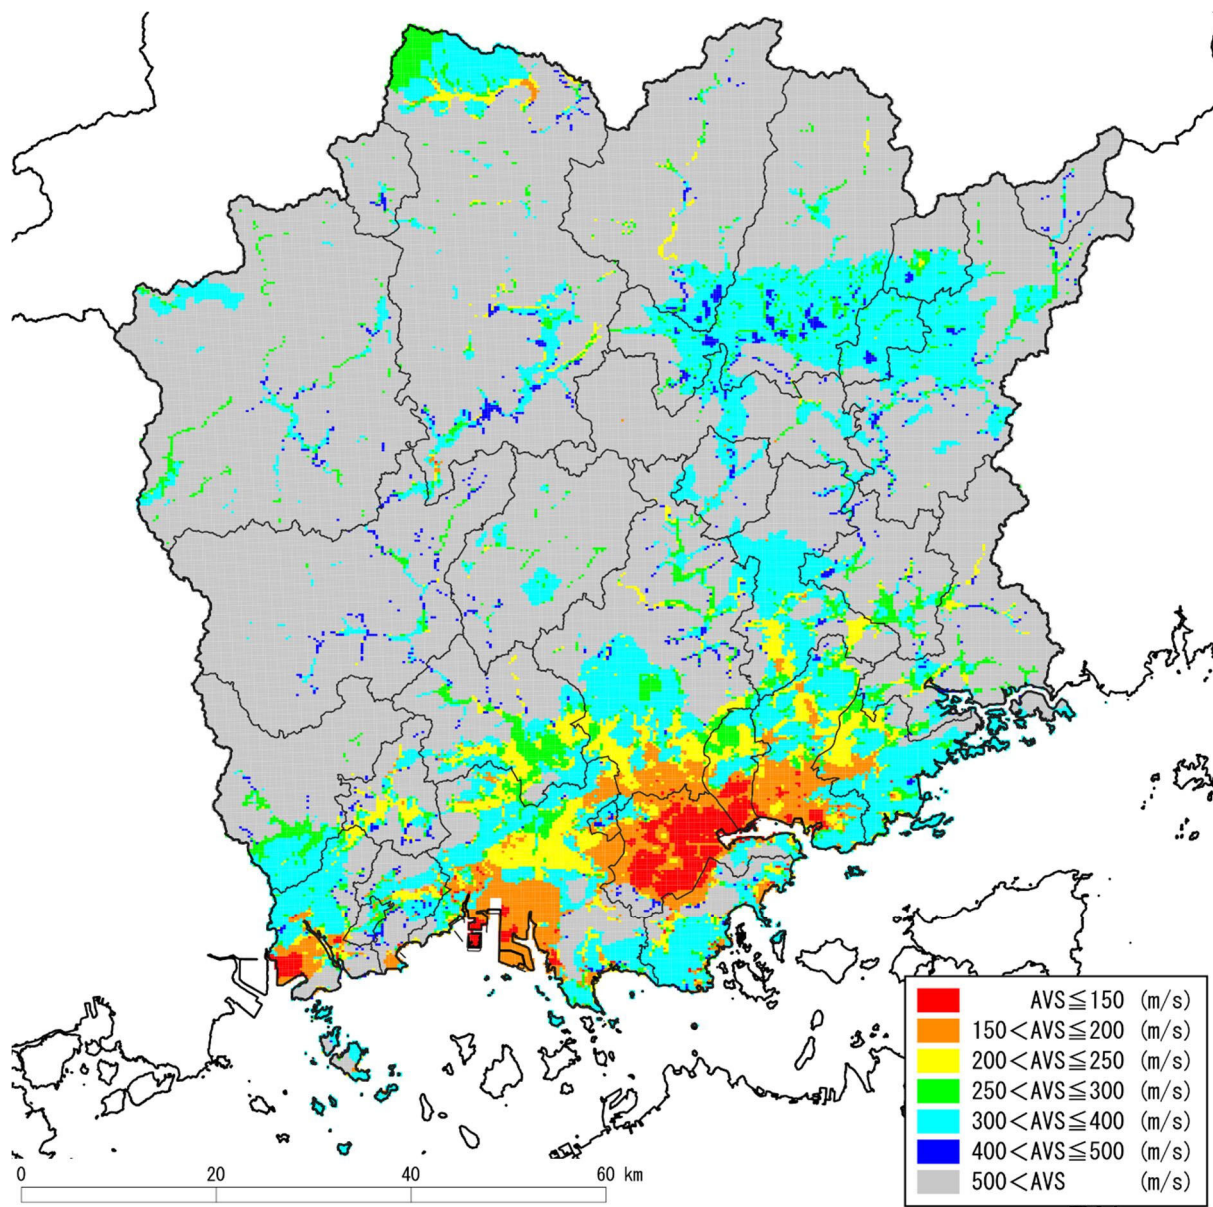 AVS≦150 (m/s)
150<AVS≦200 (m/s)
200<AVS≦250 (m/s)
250<AVS≦300 (m/s)
300<AVS≦400 (m/s)
400<AVS≦500 (m/s)
500<AVS (m/s)
0 20 40 60 km